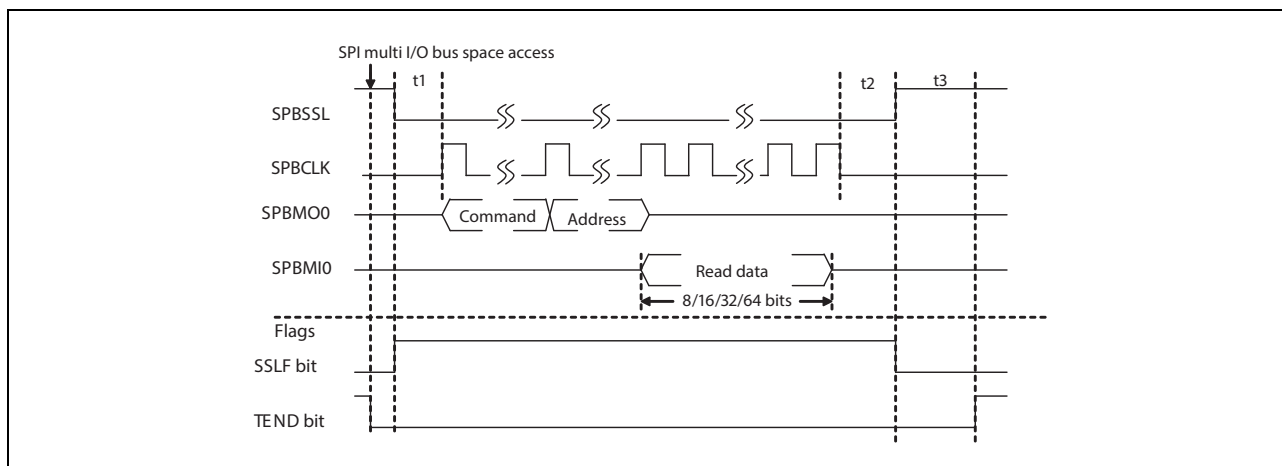 SPI multi I/O bus space access
t1
t2
t3
SPBSSL
SPBCLK
SPBMO0
Command
Address
SPBMI0
Read data
8/16/32/64 bits
Flags
SSLF bit
TEND bit